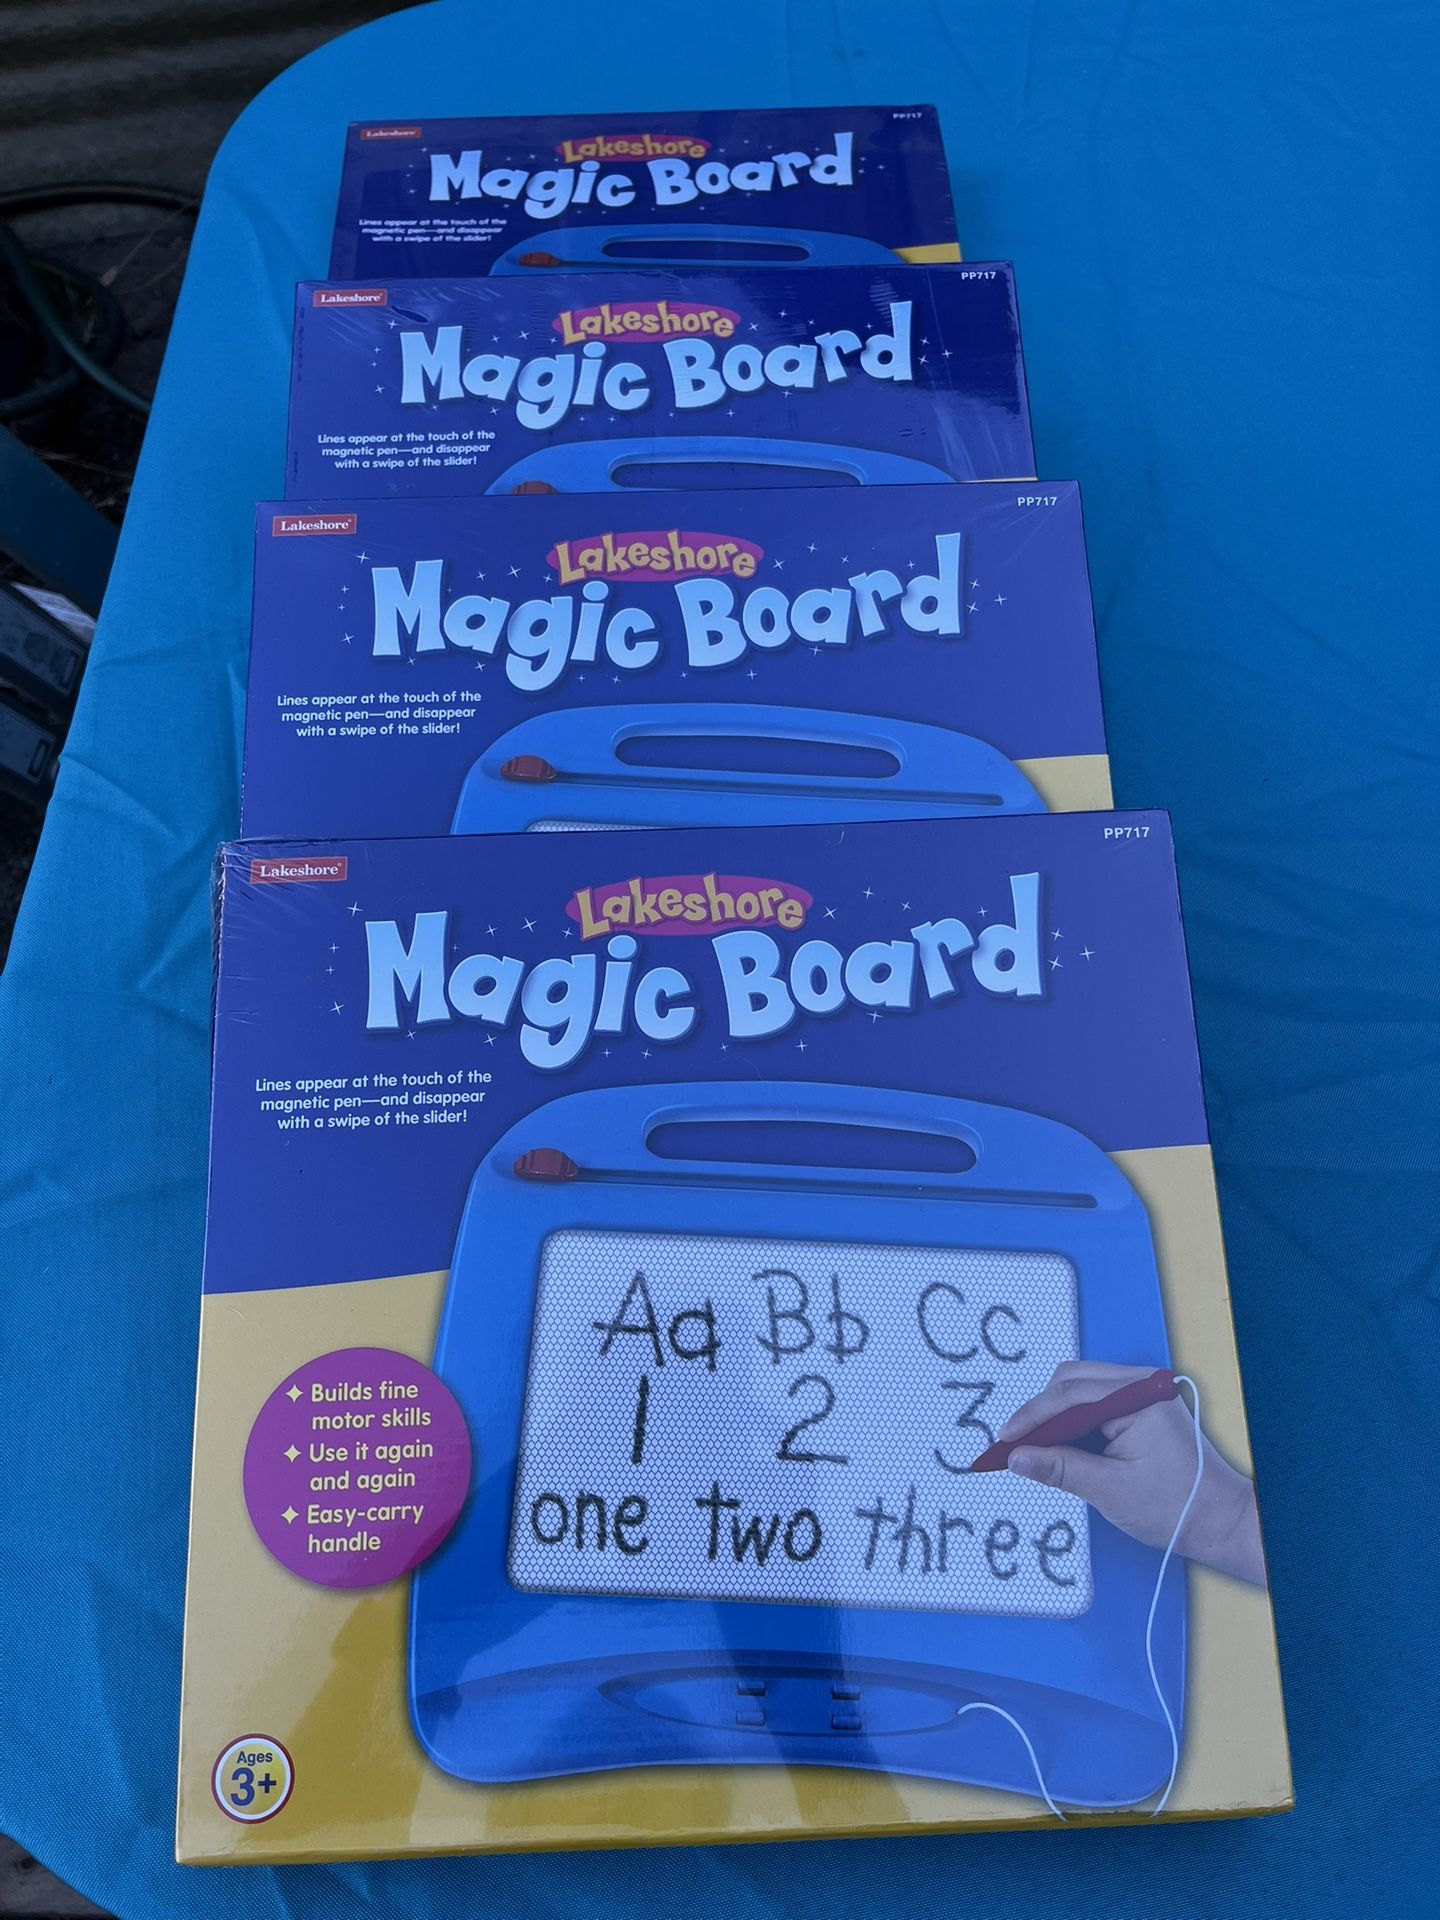 Lakeshore
PP717
Lakeshore
Magic Board
Lines appear at the touch of the
magnetic pen—and disappear
with a swipe of the slider!
Lakeshore
PP717
Lakeshore
Magic Board
Lines appear at the touch of the
magnetic pen—and disappear
with a swipe of the slider!
Lakeshore®
PP717
Lakeshore
Magic Board
Lines appear at the touch of the
magnetic pen—and disappear
with a swipe of the slider!
Lakeshore®
PP717
Lakeshore
Magic Board
Lines appear at the touch of the
magnetic pen—and disappear
with a swipe of the slider!
Aa Bb Cc
1 2 3
one two three
✦ Builds fine
motor skills
✦ Use it again
and again
✦ Easy-carry
handle
Ages
3+